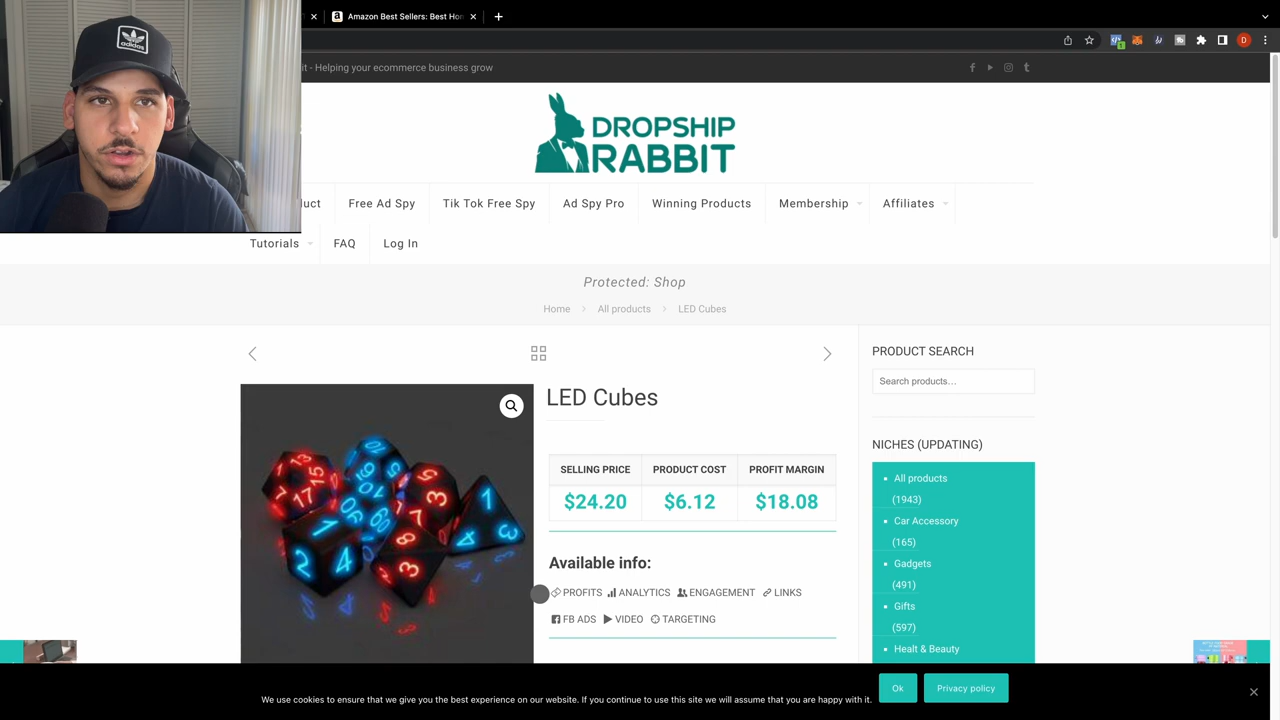 Amazon Best Sellers: Best Hom
it - Helping your ecommerce business grow
adidas
DROPSHIP
RABBIT
duct
Free Ad Spy
Tik Tok Free Spy
Ad Spy Pro
Winning Products
Membership
Affiliates
Tutorials
FAQ
Log In
Protected: Shop
Home > All products > LED Cubes
LED Cubes
SELLING PRICE PRODUCT COST PROFIT MARGIN
$24.20 $6.12 $18.08
Available info:
PROFITS ANALYTICS ENGAGEMENT LINKS
FB ADS VIDEO TARGETING
PRODUCT SEARCH
Search products…
NICHES (UPDATING)
All products
(1943)
Car Accessory
(165)
Gadgets
(491)
Gifts
(597)
Healt & Beauty
We use cookies to ensure that we give you the best experience on our website. If you continue to use this site we will assume that you are happy with it.
Ok
Privacy policy